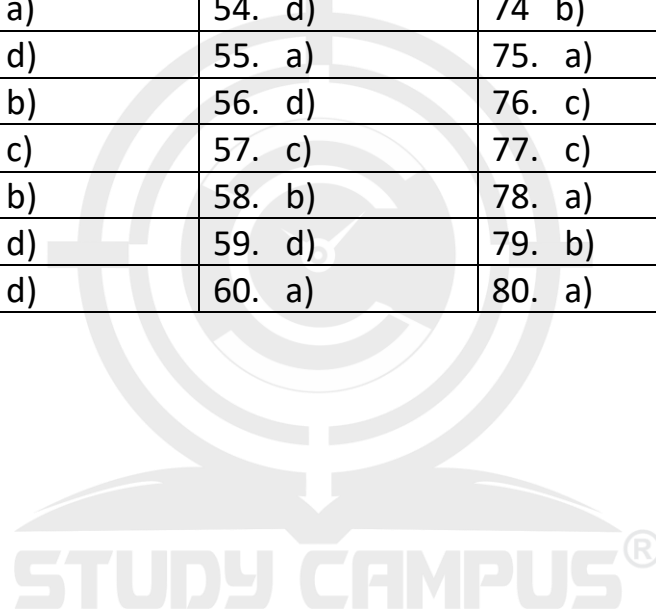 a) 54. d) 74 b)
d) 55. a) 75. a)
b) 56. d) 76. c)
c) 57. c) 77. c)
b) 58. b) 78. a)
d) 59. d) 79. b)
d) 60. a) 80. a)
STUDY CAMPUS®